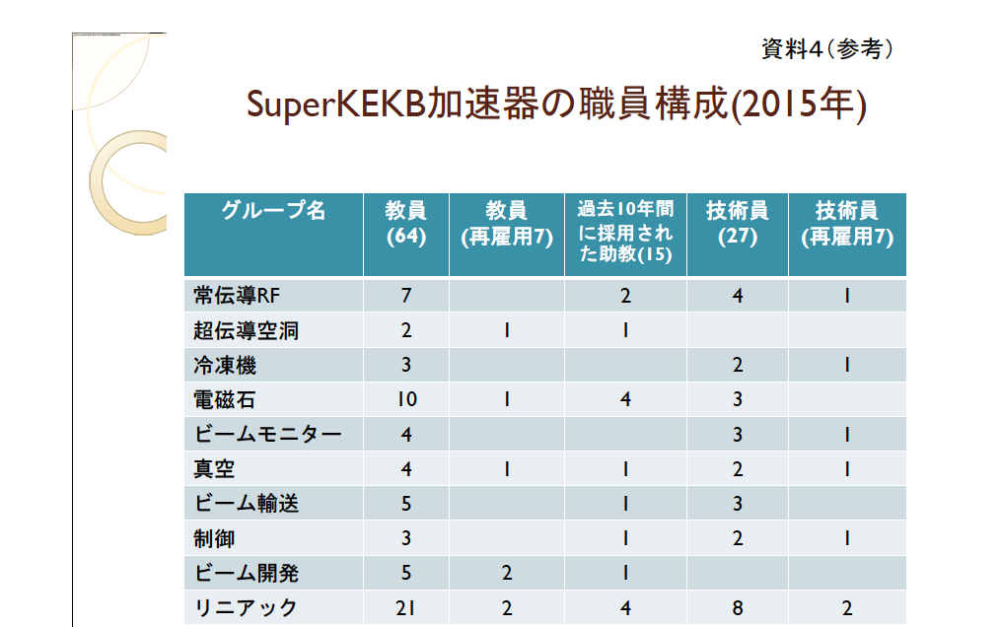 資料4(参考)
SuperKEKB加速器の職員構成(2015年)
グループ名 教員(64) 教員(再雇用7) 過去10年間に採用された助教(15) 技術員(27) 技術員(再雇用7)
常伝導RF 7 2 4 1
超伝導空洞 2 1 1
冷凍機 3 2 1
電磁石 10 1 4 3
ビームモニター 4 3 1
真空 4 1 1 2 1
ビーム輸送 5 1 3
制御 3 1 2 1
ビーム開発 5 2 1
リニアック 21 2 4 8 2